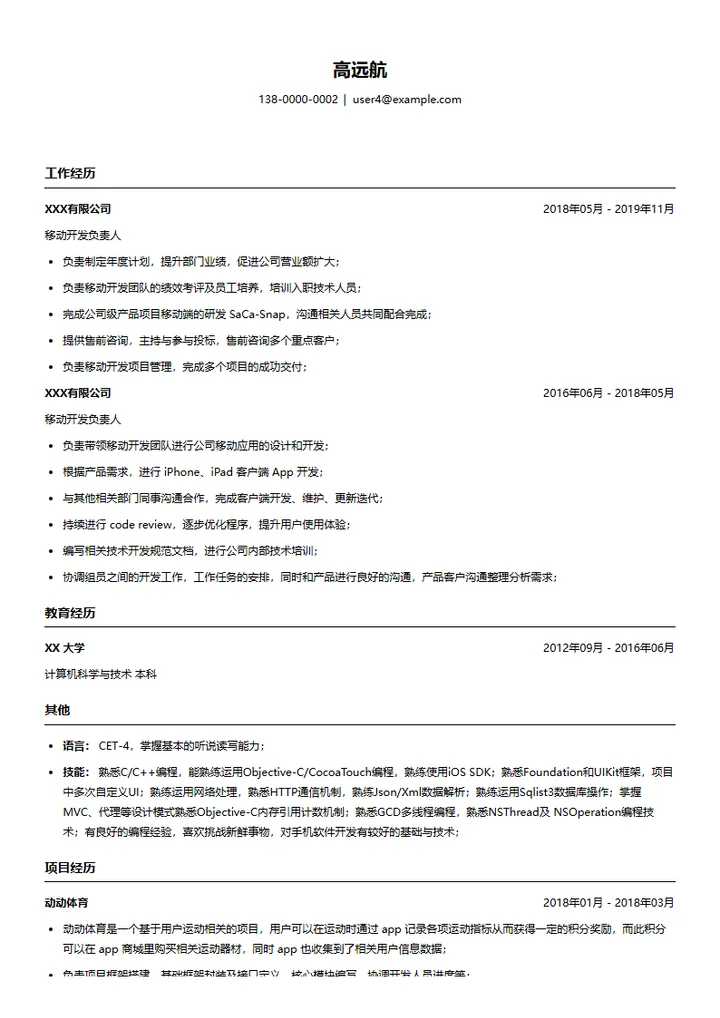 高远航
138-0000-0002 | user4@example.com
工作经历
XXX有限公司 2018年05月 - 2019年11月
移动开发负责人
• 负责制定年度计划，提升部门业绩，促进公司营业额扩大；
• 负责移动开发团队的绩效考评及员工培养，培训入职技术人员；
• 完成公司级产品项目移动端的研发 SaCa-Snap，沟通相关人员共同配合完成；
• 提供售前咨询，主持与参与投标，售前咨询多个重点客户；
• 负责移动开发项目管理，完成多个项目的成功交付；
XXX有限公司 2016年06月 - 2018年05月
移动开发负责人
• 负责带领移动开发团队进行公司移动应用的设计和开发；
• 根据产品需求，进行 iPhone、iPad 客户端 App 开发；
• 与其他相关部门同事沟通合作，完成客户端开发、维护、更新迭代；
• 持续进行 code review，逐步优化程序，提升用户使用体验；
• 编写相关技术开发规范文档，进行公司内部技术培训；
• 协调组员之间的开发工作，工作任务的安排，同时和产品进行良好的沟通，产品客户沟通整理分析需求；
教育经历
XX 大学 2012年09月 - 2016年06月
计算机科学与技术 本科
其他
• 语言： CET-4，掌握基本的听说读写能力；
• 技能： 熟悉C/C++编程，能熟练运用Objective-C/CocoaTouch编程，熟练使用iOS SDK；熟悉Foundation和UIKit框架，项目
中多次自定义UI；熟练运用网络处理，熟悉HTTP通信机制，熟练Json/Xml数据解析；熟练运用Sqlist3数据库操作；掌握
MVC、代理等设计模式熟悉Objective-C内存引用计数机制；熟悉GCD多线程编程，熟悉NSThread及 NSOperation编程技
术；有良好的编程经验，喜欢挑战新鲜事物，对手机软件开发有较好的基础与技术；
项目经历
动动体育 2018年01月 - 2018年03月
• 动动体育是一个基于用户运动相关的项目，用户可以在运动时通过 app 记录各项运动指标从而获得一定的积分奖励，而此积分
可以在 app 商城里购买相关运动器材，同时 app 也收集到了相关用户信息数据；
• 负责项目框架搭建，基础框架封装及接口定义，核心模块编写，协调开发人员进度等；